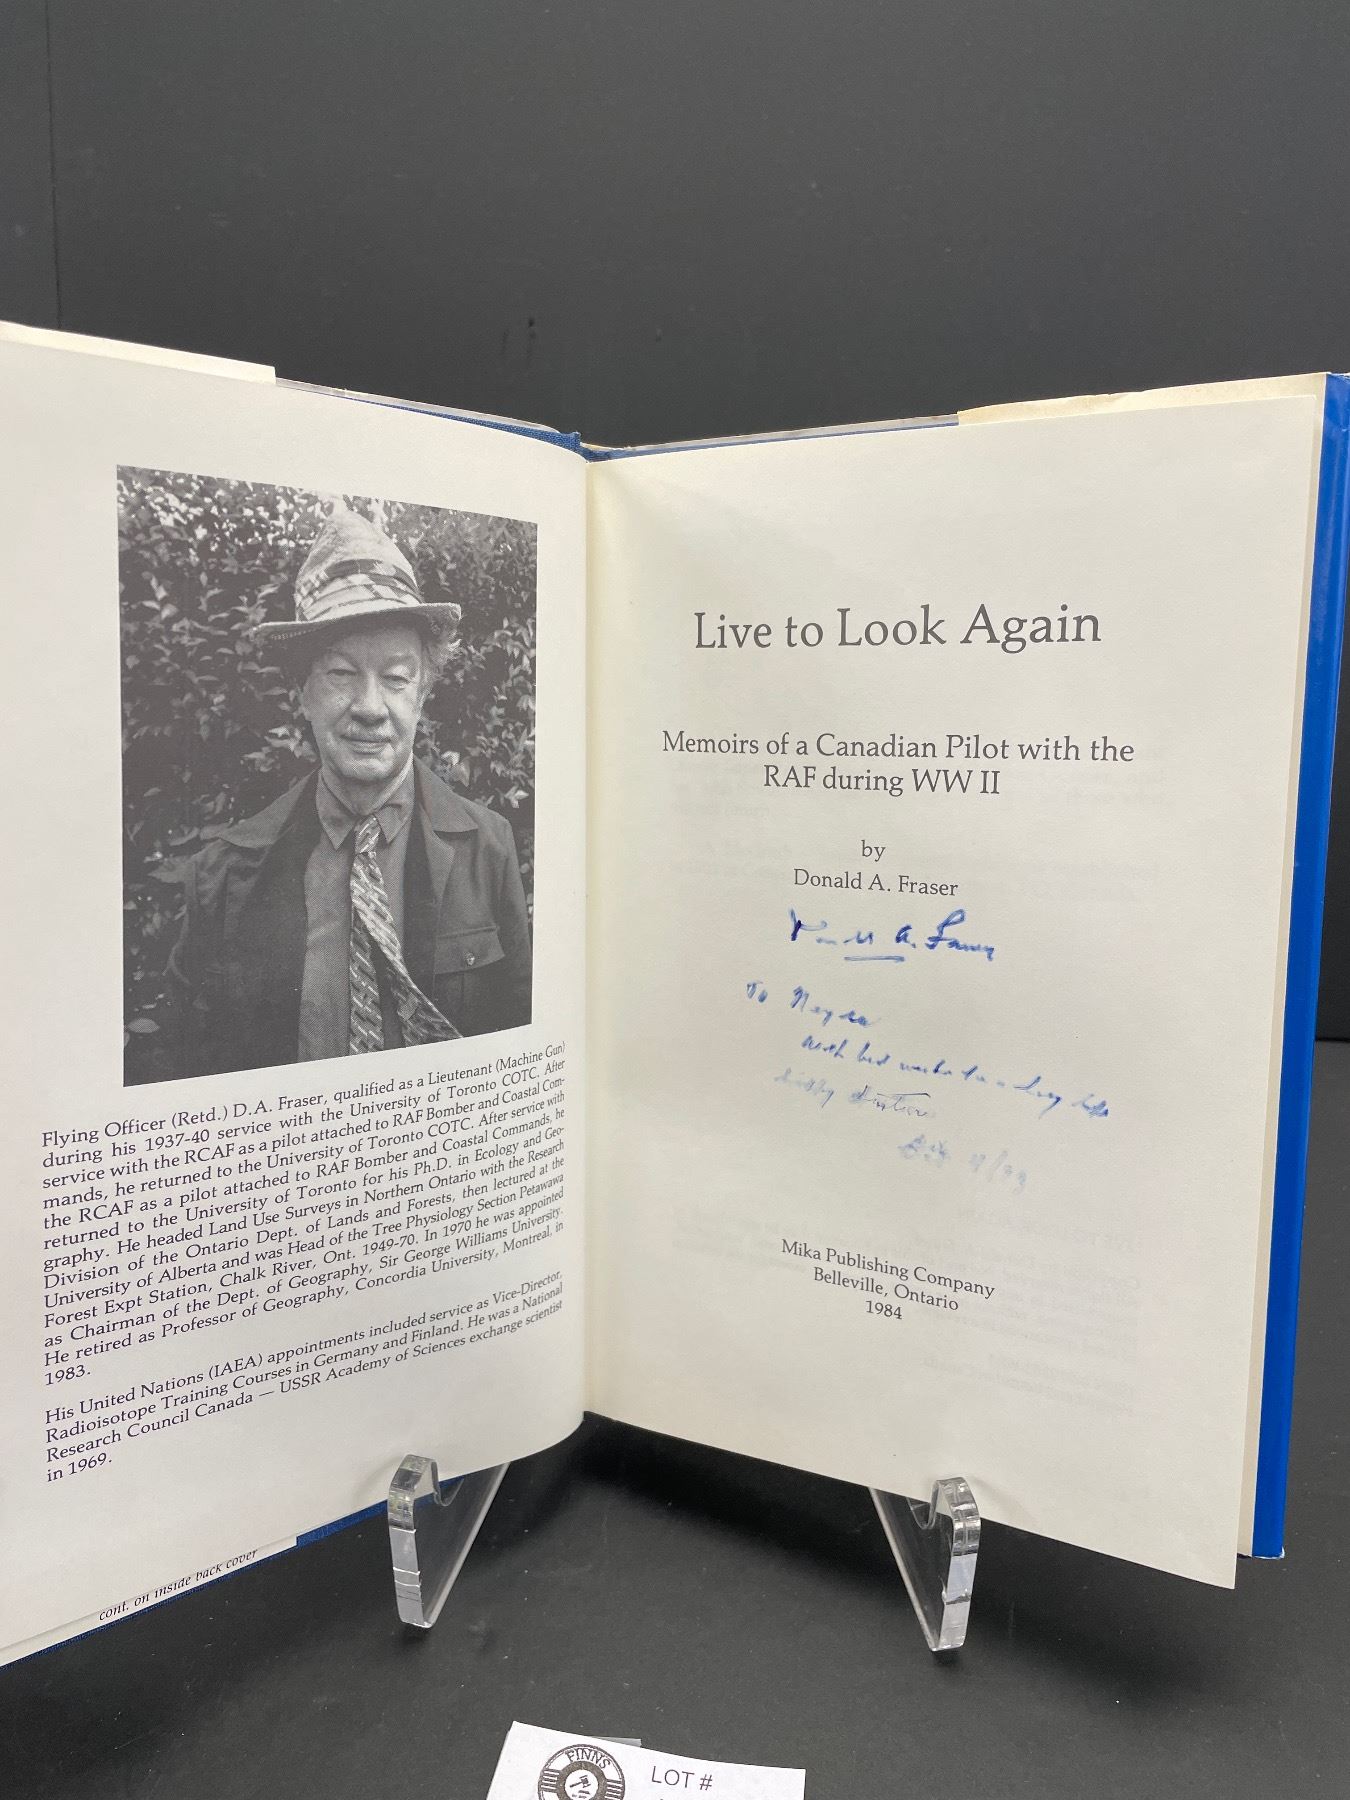 Flying Officer (Retd.) D.A. Fraser, qualified as a Lieutenant (Machine Gun)
during his 1937-40 service with the University of Toronto COTC. After
service with the RCAF as a pilot attached to RAF Bomber and Coastal Com-
mands, he returned to the University of Toronto COTC. After service with
the RCAF as a pilot attached to RAF Bomber and Coastal Commands, he
returned to the University of Toronto for his Ph.D. in Ecology and Geo-
graphy. He headed Land Use Surveys in Northern Ontario with the Research
Division of the Ontario Dept. of Lands and Forests, then lectured at the
University of Alberta and was Head of the Tree Physiology Section Petawawa
Forest Expt Station, Chalk River, Ont. 1949-70. In 1970 he was appointed
as Chairman of the Dept. of Geography, Sir George Williams University.
He retired as Professor of Geography, Concordia University, Montreal, in
1983.
His United Nations (IAEA) appointments included service as Vice-Director,
Radioisotope Training Courses in Germany and Finland. He was a National
Research Council Canada — USSR Academy of Sciences exchange scientist
in 1969.
cont. on inside back cover
Live to Look Again
Memoirs of a Canadian Pilot with the
RAF during WW II
by
Donald A. Fraser
A. Fraser
To
with best
Mika Publishing Company
Belleville, Ontario
1984
FINNS
LOT #